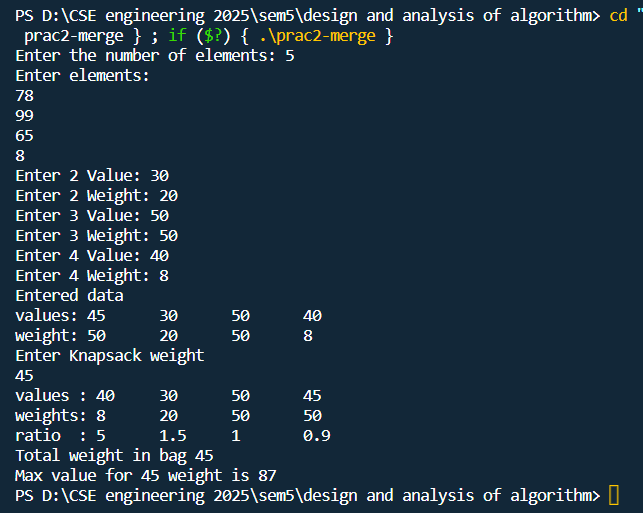 PS D:\CSE engineering 2025\sem5\design and analysis of algorithm> cd "
prac2-merge } ; if ($?) { .\prac2-merge }
Enter the number of elements: 5
Enter elements:
78
99
65
8
Enter 2 Value: 30
Enter 2 Weight: 20
Enter 3 Value: 50
Enter 3 Weight: 50
Enter 4 Value: 40
Enter 4 Weight: 8
Entered data
values: 45 30 50 40
weight: 50 20 50 8
Enter Knapsack weight
45
values : 40 30 50 45
weights: 8 20 50 50
ratio : 5 1.5 1 0.9
Total weight in bag 45
Max value for 45 weight is 87
PS D:\CSE engineering 2025\sem5\design and analysis of algorithm>